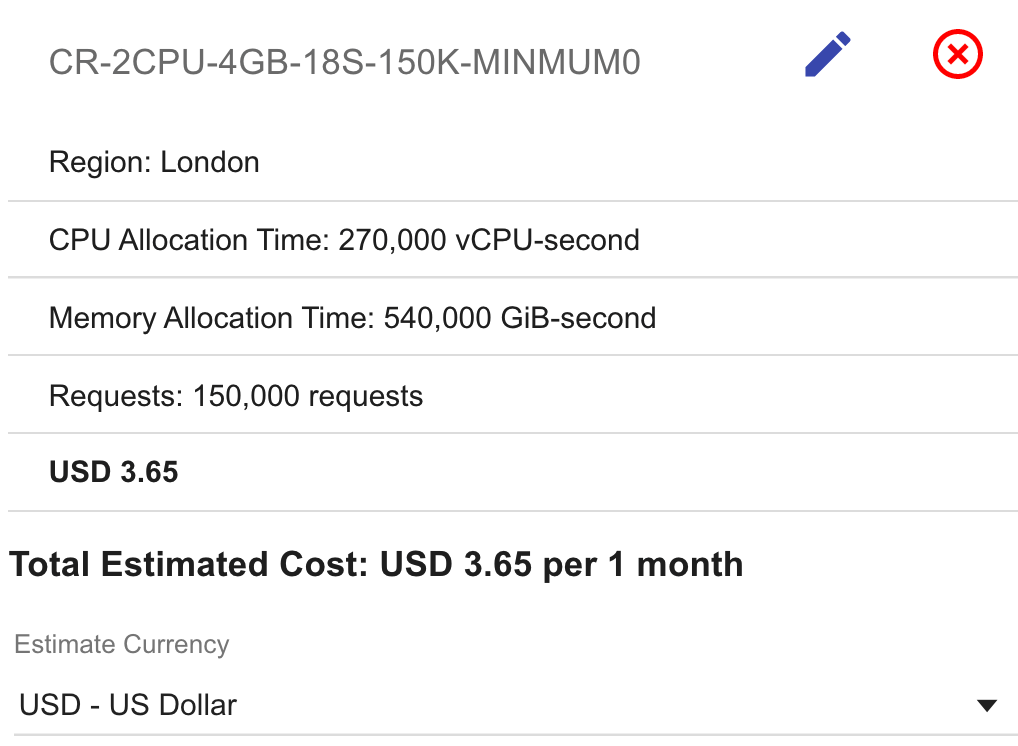 CR-2CPU-4GB-18S-150K-MINMUM0
Region: London
CPU Allocation Time: 270,000 vCPU-second
Memory Allocation Time: 540,000 GiB-second
Requests: 150,000 requests
USD 3.65
Total Estimated Cost: USD 3.65 per 1 month
Estimate Currency
USD - US Dollar